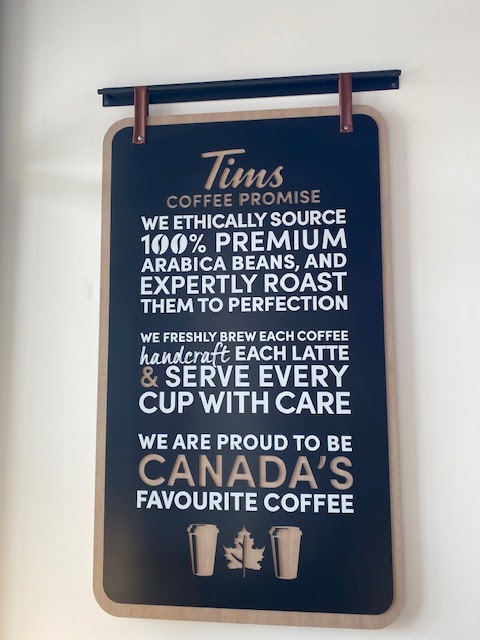 Tims
COFFEE PROMISE
WE ETHICALLY SOURCE
100% PREMIUM
ARABICA BEANS, AND
EXPERTLY ROAST
THEM TO PERFECTION
WE FRESHLY BREW EACH COFFEE
handcraft EACH LATTE
& SERVE EVERY
CUP WITH CARE
WE ARE PROUD TO BE
CANADA'S
FAVOURITE COFFEE